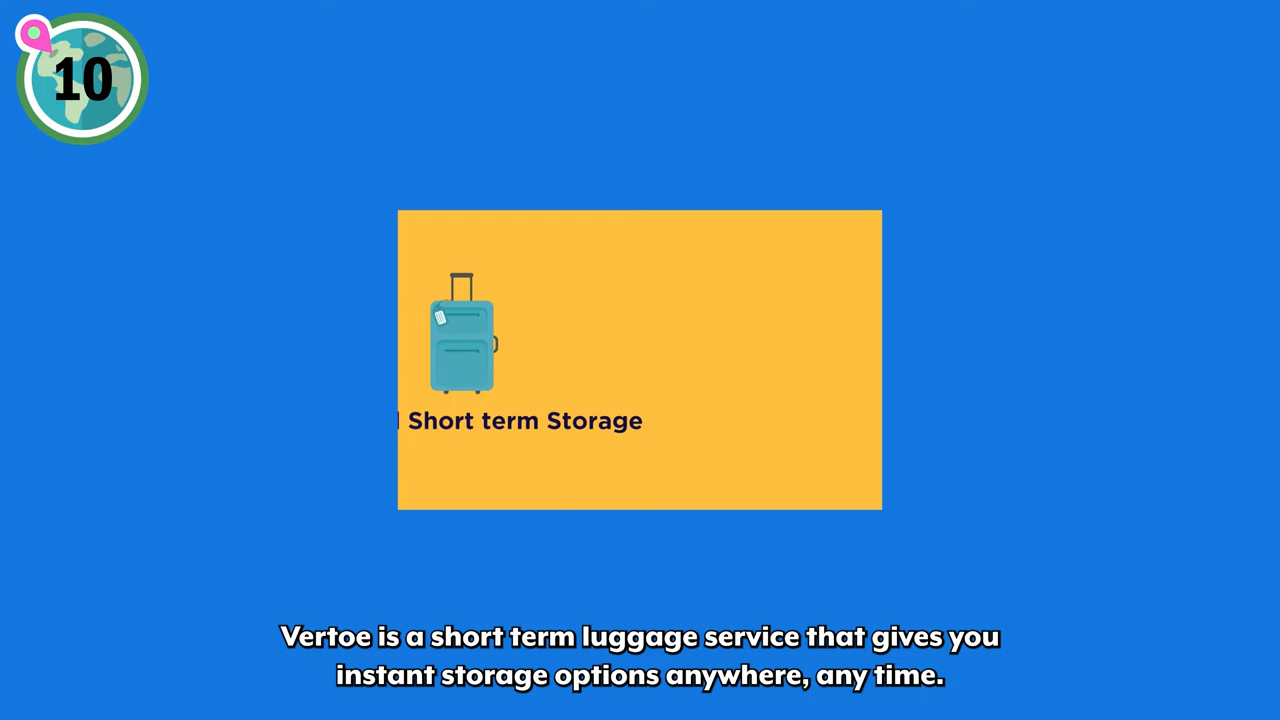 10
Short term Storage
Vertoe is a short term luggage service that gives you
instant storage options anywhere, any time.